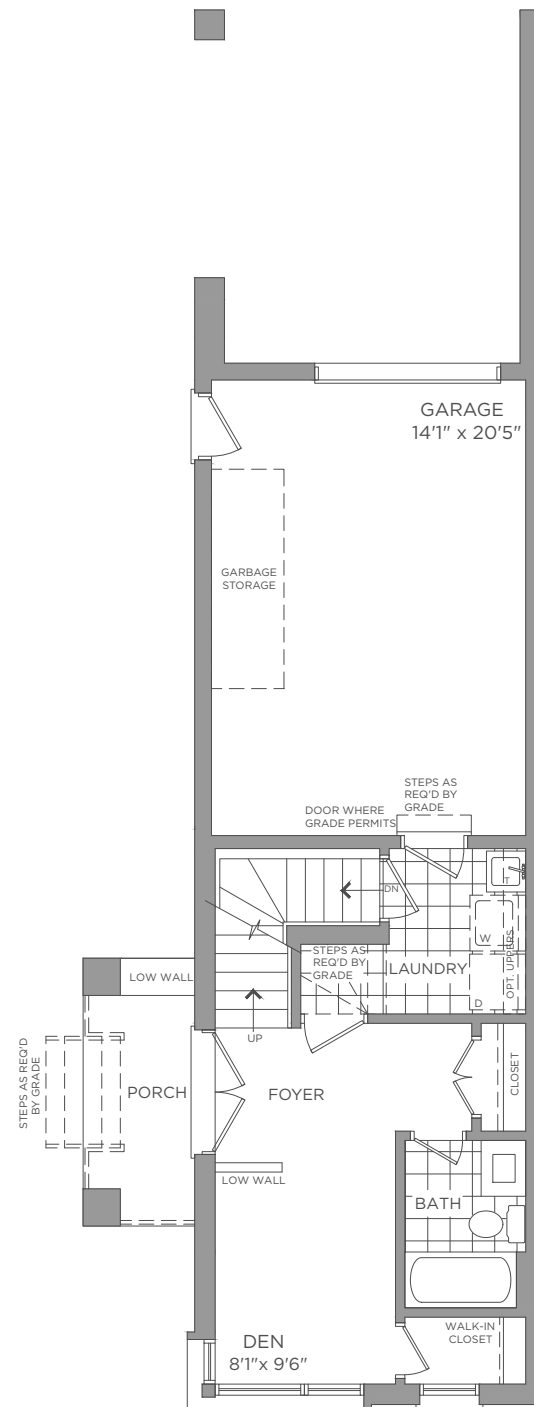 GARAGE
14'1" x 20'5"
GARBAGE
STORAGE
STEPS AS
REQ'D BY
GRADE
DOOR WHERE
GRADE PERMITS
DN
T
W
OPT. UPPERS
STEPS AS
REQ'D BY
GRADE
LAUNDRY
D
LOW WALL
UP
STEPS AS REQ'D
BY GRADE
PORCH
FOYER
CLOSET
LOW WALL
BATH
WALK-IN
CLOSET
DEN
8'1"x 9'6"